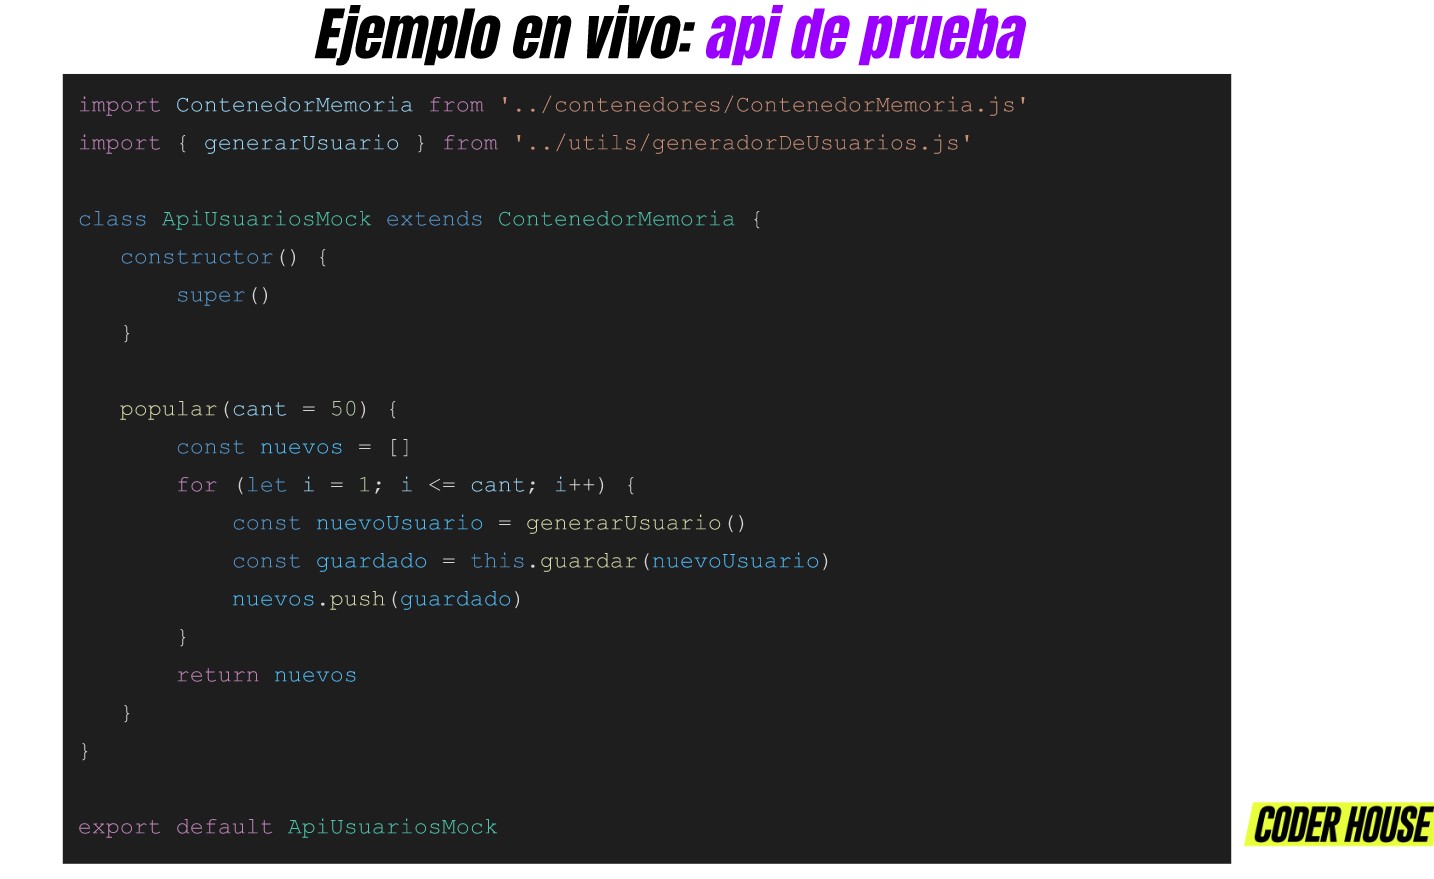 Ejemplo en vivo: api de prueba
import ContenedorMemoria from '../contenedores/ContenedorMemoria.js'
import { generarUsuario } from '../utils/generadorDeUsuarios.js'
class ApiUsuariosMock extends ContenedorMemoria {
constructor() {
super()
}
popular(cant = 50) {
const nuevos = []
for (let i = 1; i <= cant; i++) {
const nuevoUsuario = generarUsuario()
const guardado = this.guardar(nuevoUsuario)
nuevos.push(guardado)
}
return nuevos
}
}
export default ApiUsuariosMock
CODER HOUSE